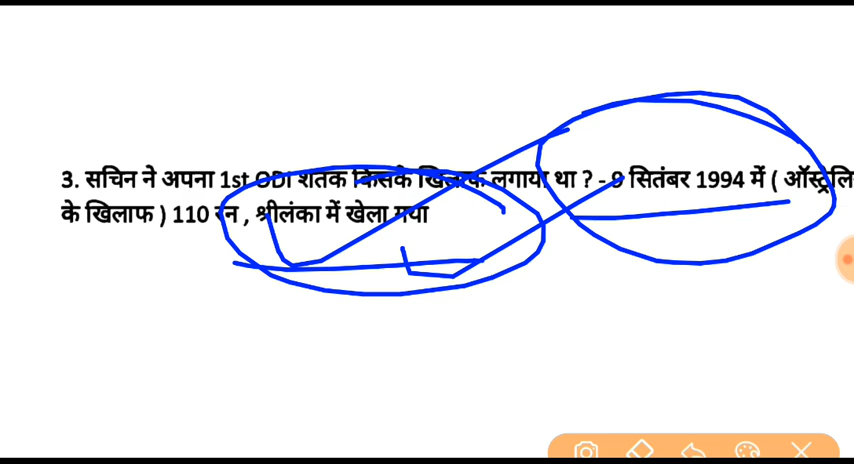 3. सचिन ने अपना 1st ODI शतक किसके खिलाफ लगाया था ? - 9 सितंबर 1994 में ( ऑस्ट्रेलि
के खिलाफ ) 110 रन , श्रीलंका में खेला गया